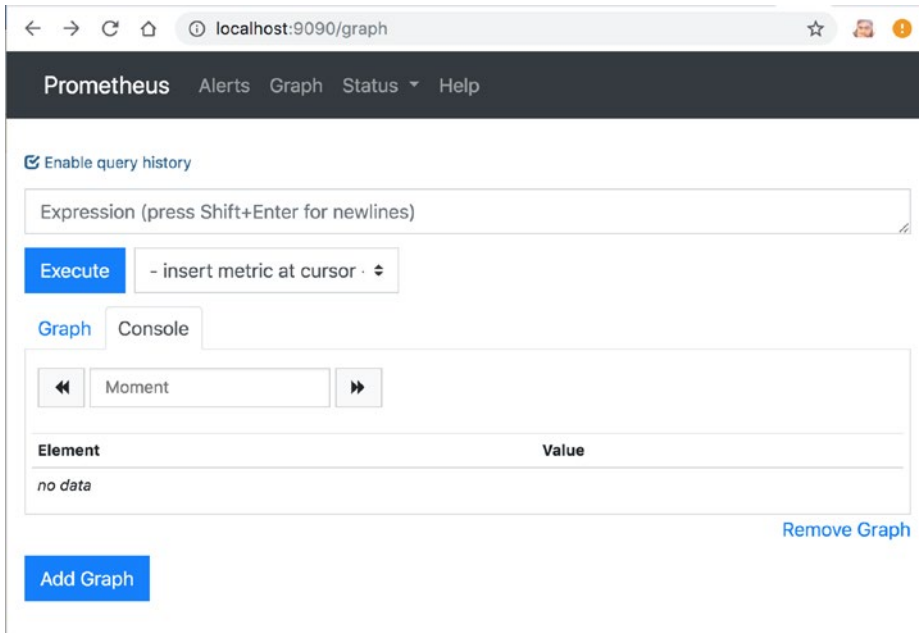 localhost:9090/graph
Prometheus Alerts Graph Status Help
Enable query history
Expression (press Shift+Enter for newlines)
Execute - insert metric at cursor -
Graph Console
Moment
Element Value
no data
Remove Graph
Add Graph